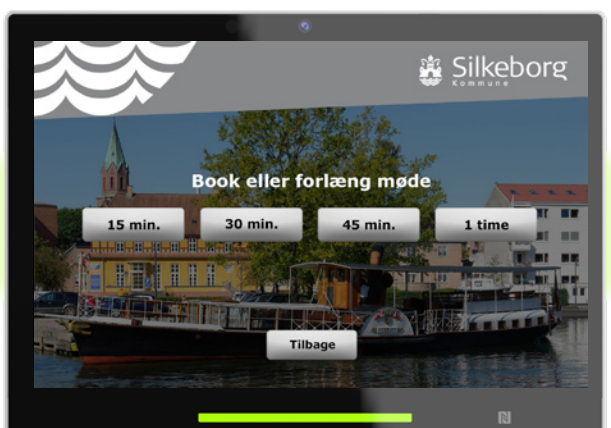 Silkeborg
Kommune
Book eller forlæng møde
15 min.
30 min.
45 min.
1 time
Tilbage